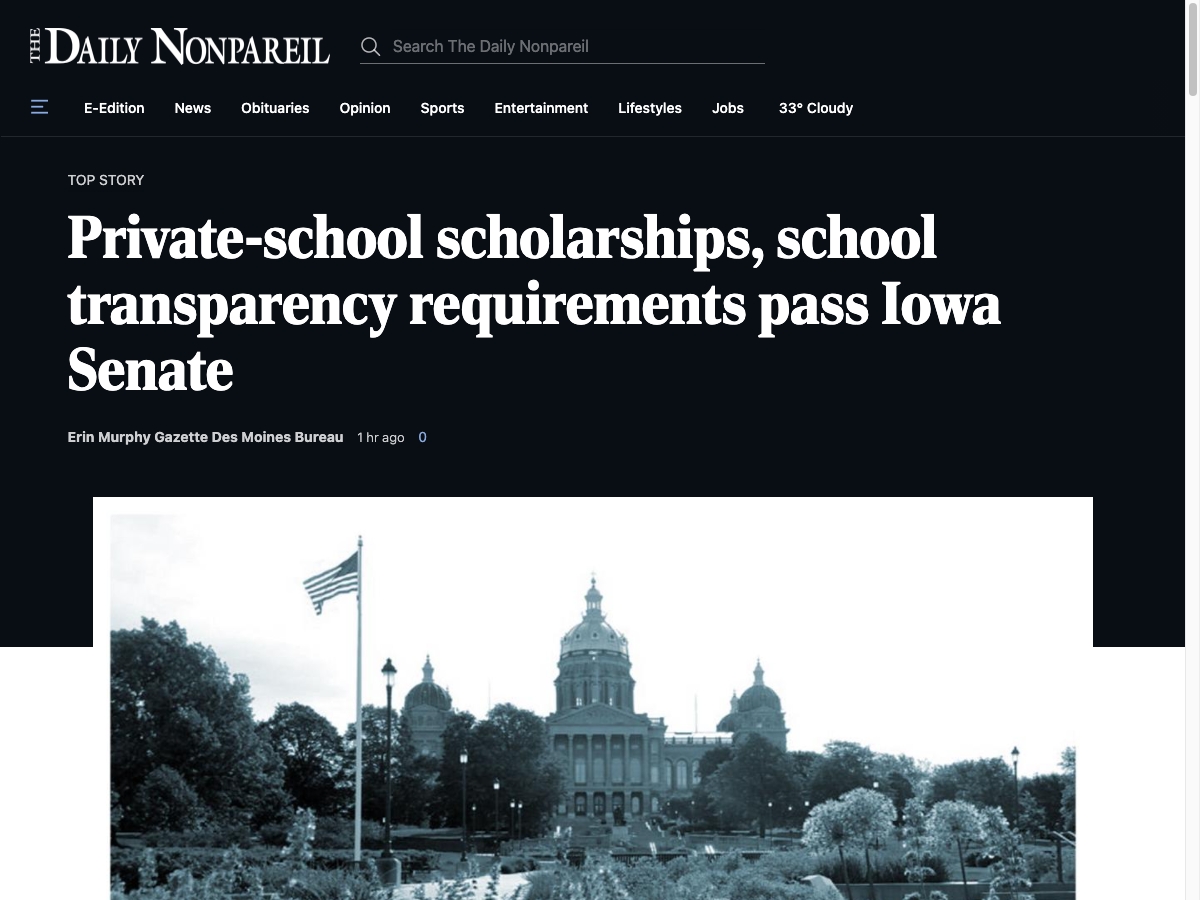 THE DAILY NONPAREIL
Search The Daily Nonpareil
E-Edition News Obituaries Opinion Sports Entertainment Lifestyles Jobs 33° Cloudy
TOP STORY
Private-school scholarships, school
transparency requirements pass Iowa
Senate
Erin Murphy Gazette Des Moines Bureau 1 hr ago 0